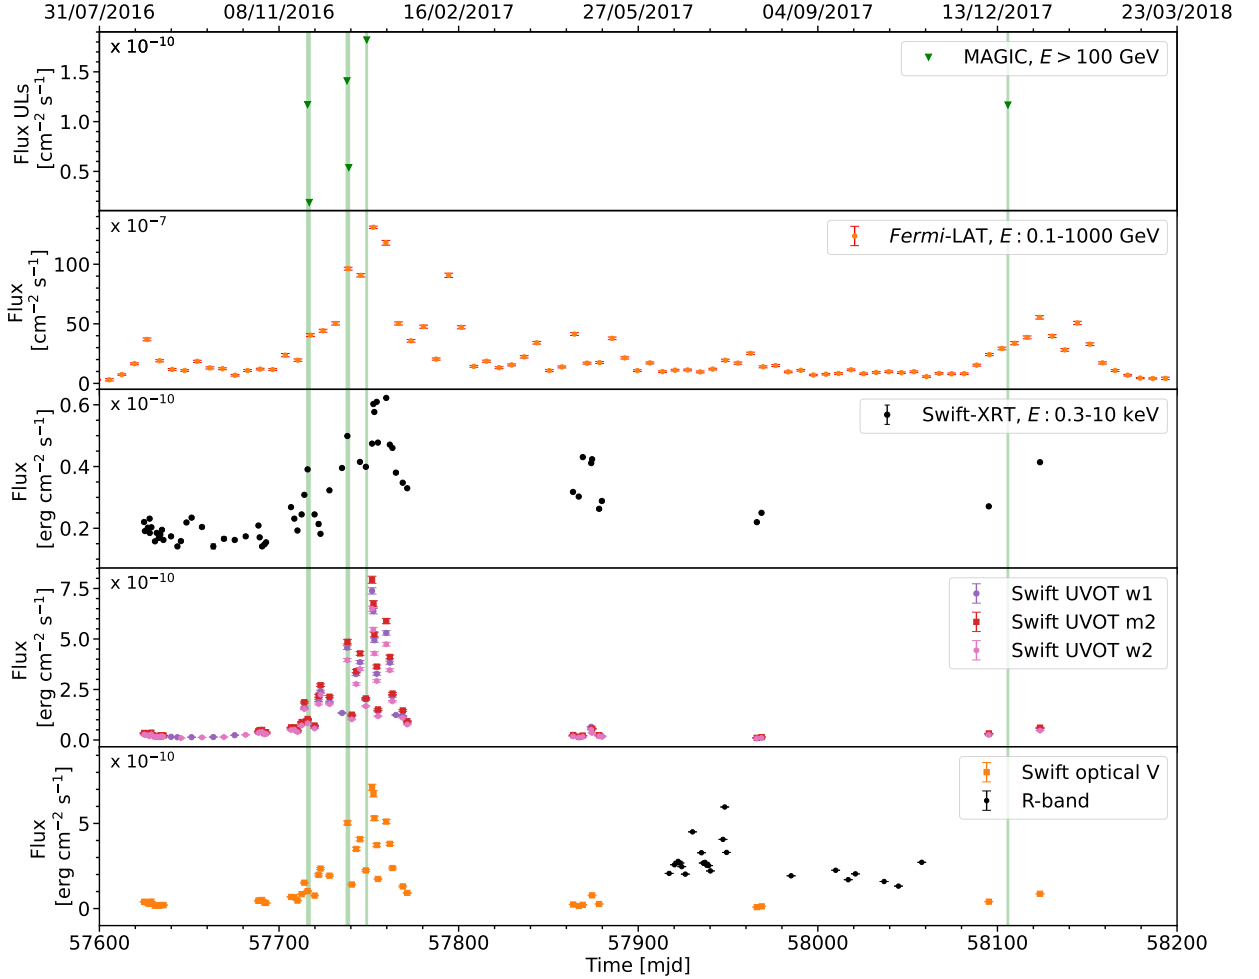 31/07/2016 08/11/2016 16/02/2017 27/05/2017 04/09/2017 13/12/2017 23/03/2018
x 10⁻¹⁰
MAGIC, E > 100 GeV
1.5
1.0
0.5
Flux ULs
[cm⁻² s⁻¹]
x 10⁻⁷
Fermi-LAT, E : 0.1-1000 GeV
100
50
0
Flux
[cm⁻² s⁻¹]
x 10⁻¹⁰
Swift-XRT, E : 0.3-10 keV
0.6
0.4
0.2
Flux
[erg cm⁻² s⁻¹]
x 10⁻¹⁰
Swift UVOT w1
Swift UVOT m2
Swift UVOT w2
7.5
5.0
2.5
0.0
Flux
[erg cm⁻² s⁻¹]
x 10⁻¹⁰
Swift optical V
R-band
5
0
Flux
[erg cm⁻² s⁻¹]
57600 57700 57800 57900 58000 58100 58200
Time [mjd]